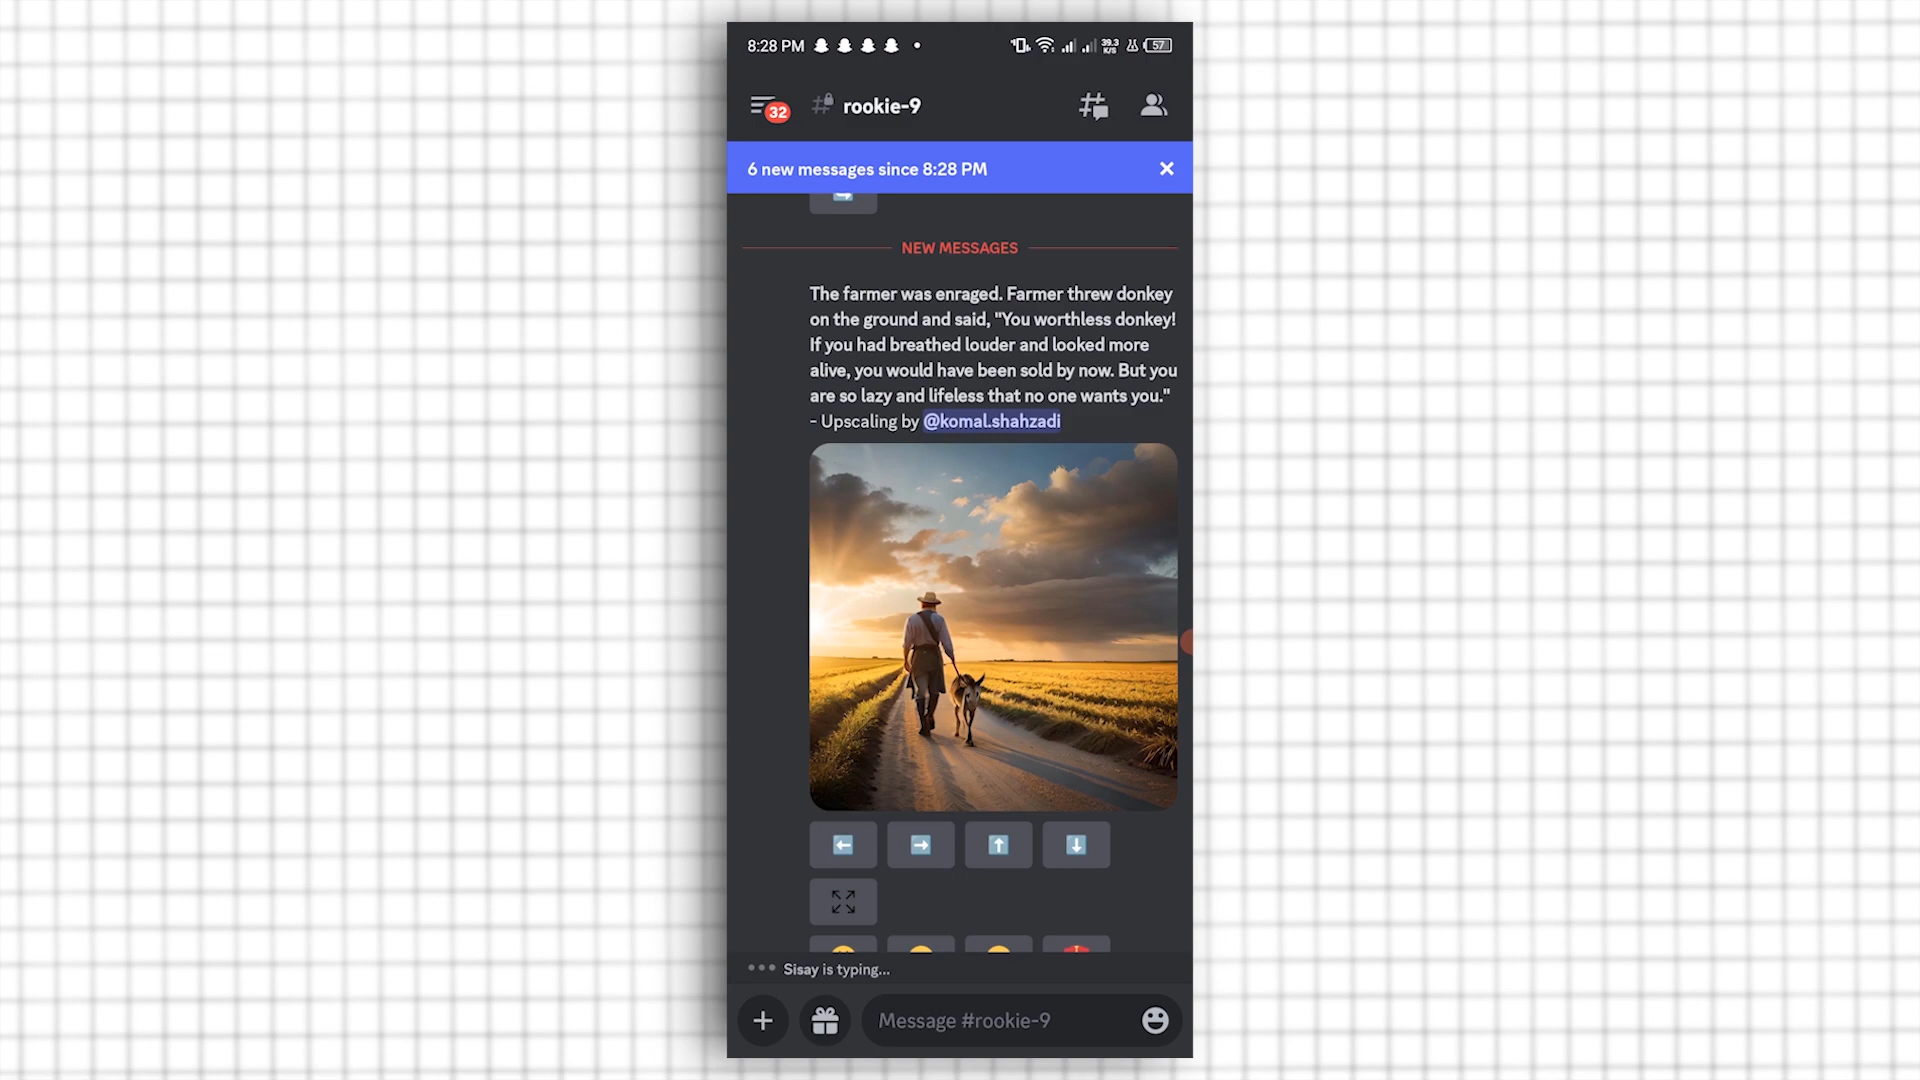 8:28 PM
39.3
K/S
57
32
rookie-9
6 new messages since 8:28 PM
NEW MESSAGES
The farmer was enraged. Farmer threw donkey
on the ground and said, "You worthless donkey!
If you had breathed louder and looked more
alive, you would have been sold by now. But you
are so lazy and lifeless that no one wants you."
- Upscaling by @komal.shahzadi
Sisay is typing...
Message #rookie-9